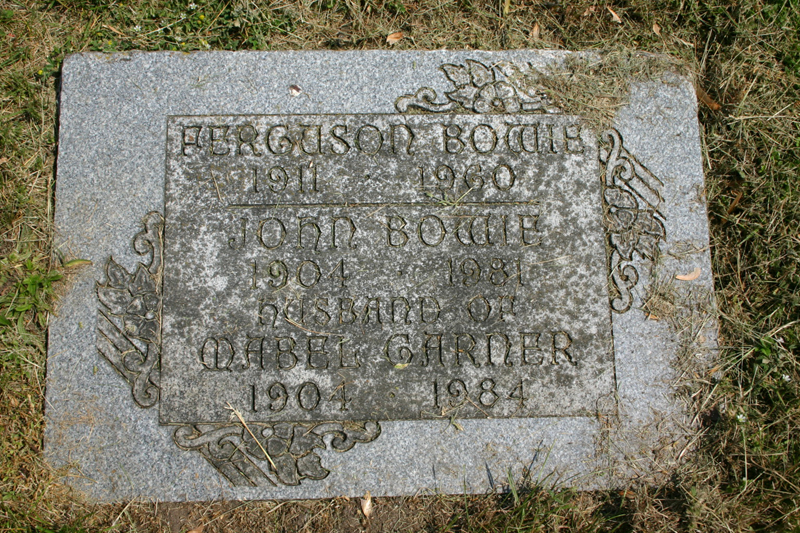 FERGUSON BOWIE
1911 · 1960
JOHN BOWIE
1904 · 1981
HUSBAND OF
MABEL GARNER
1904 · 1984